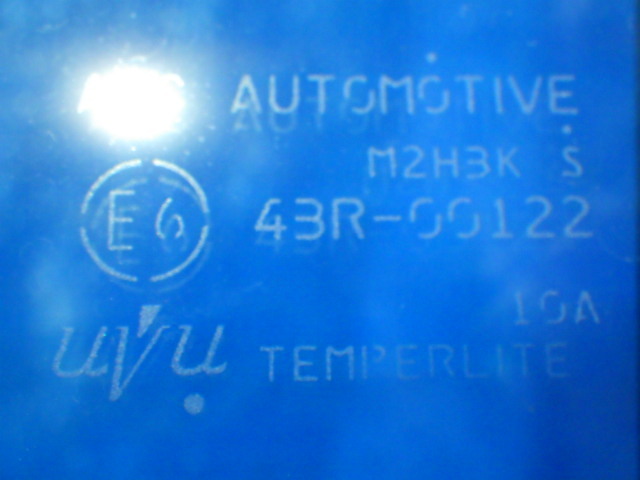 AUTOMOTIVE
M2H3K S
E6 43R-00122
10A
TEMPERLITE